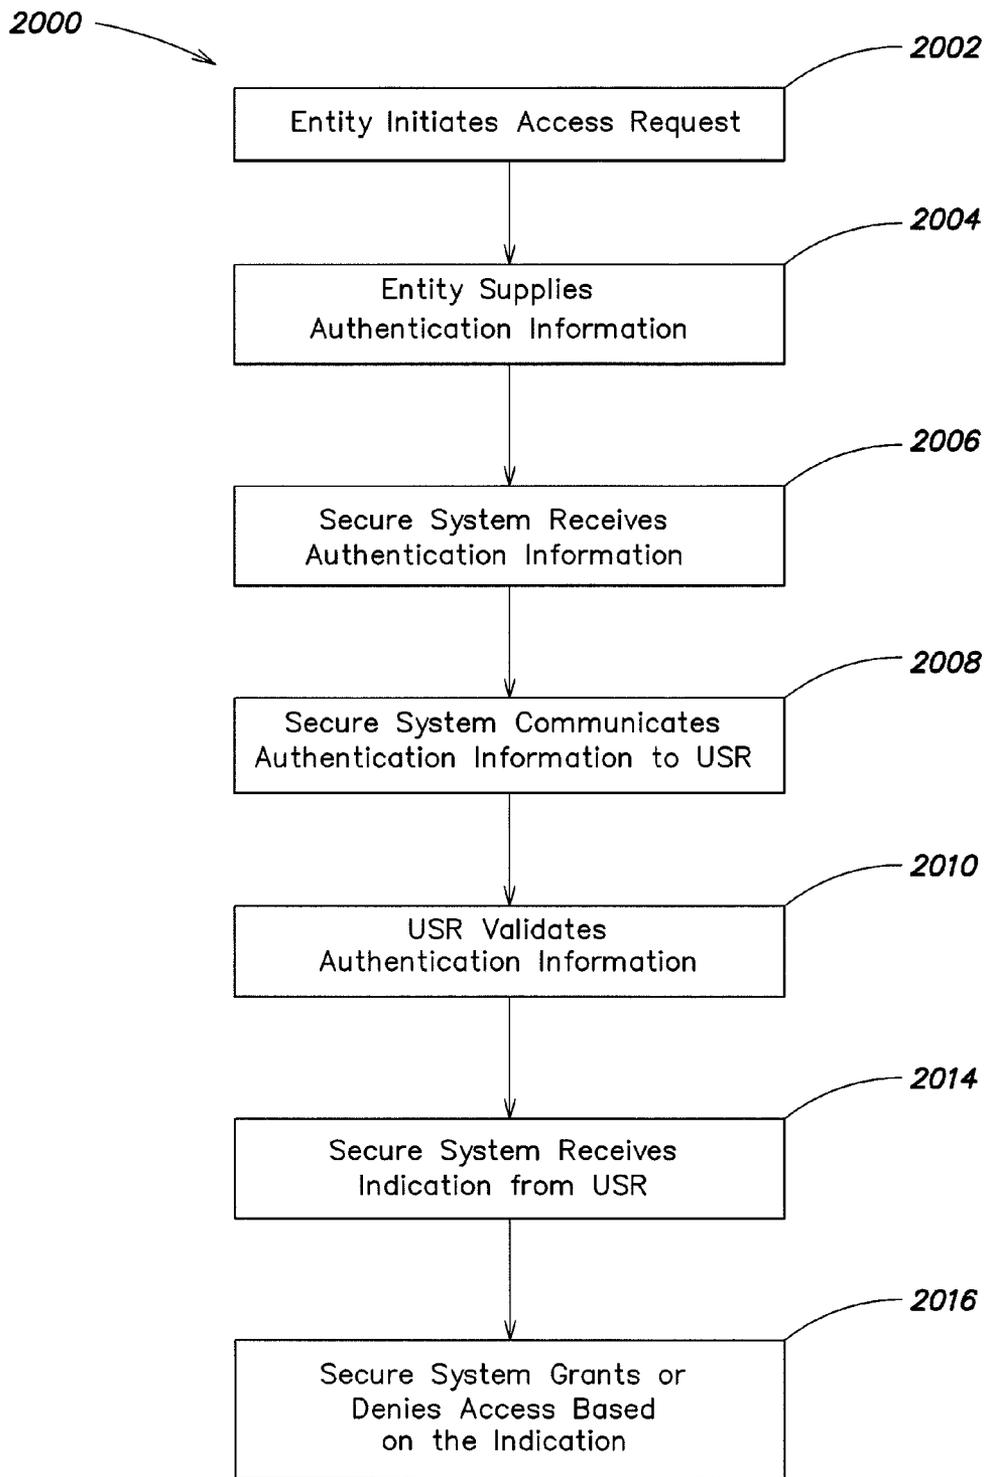 2000
2002
Entity Initiates Access Request
2004
Entity Supplies
Authentication Information
2006
Secure System Receives
Authentication Information
2008
Secure System Communicates
Authentication Information to USR
2010
USR Validates
Authentication Information
2014
Secure System Receives
Indication from USR
2016
Secure System Grants or
Denies Access Based
on the Indication